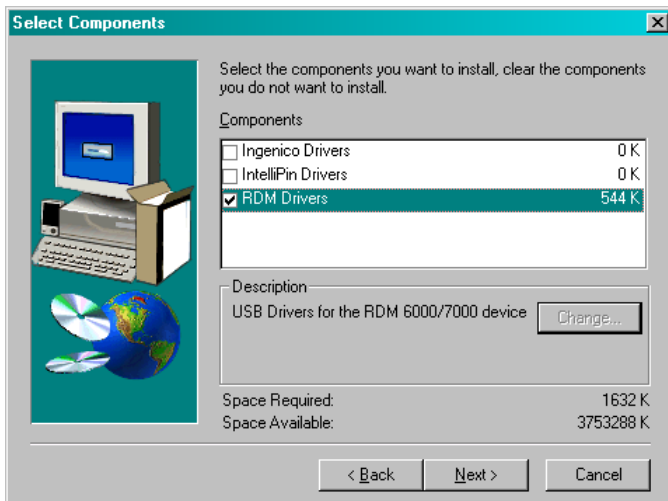 Select Components
Select the components you want to install, clear the components
you do not want to install.
Components
Ingenico Drivers 0 K
IntelliPin Drivers 0 K
RDM Drivers 544 K
Description
USB Drivers for the RDM 6000/7000 device
Change...
Space Required: 1632 K
Space Available: 3753288 K
< Back Next > Cancel